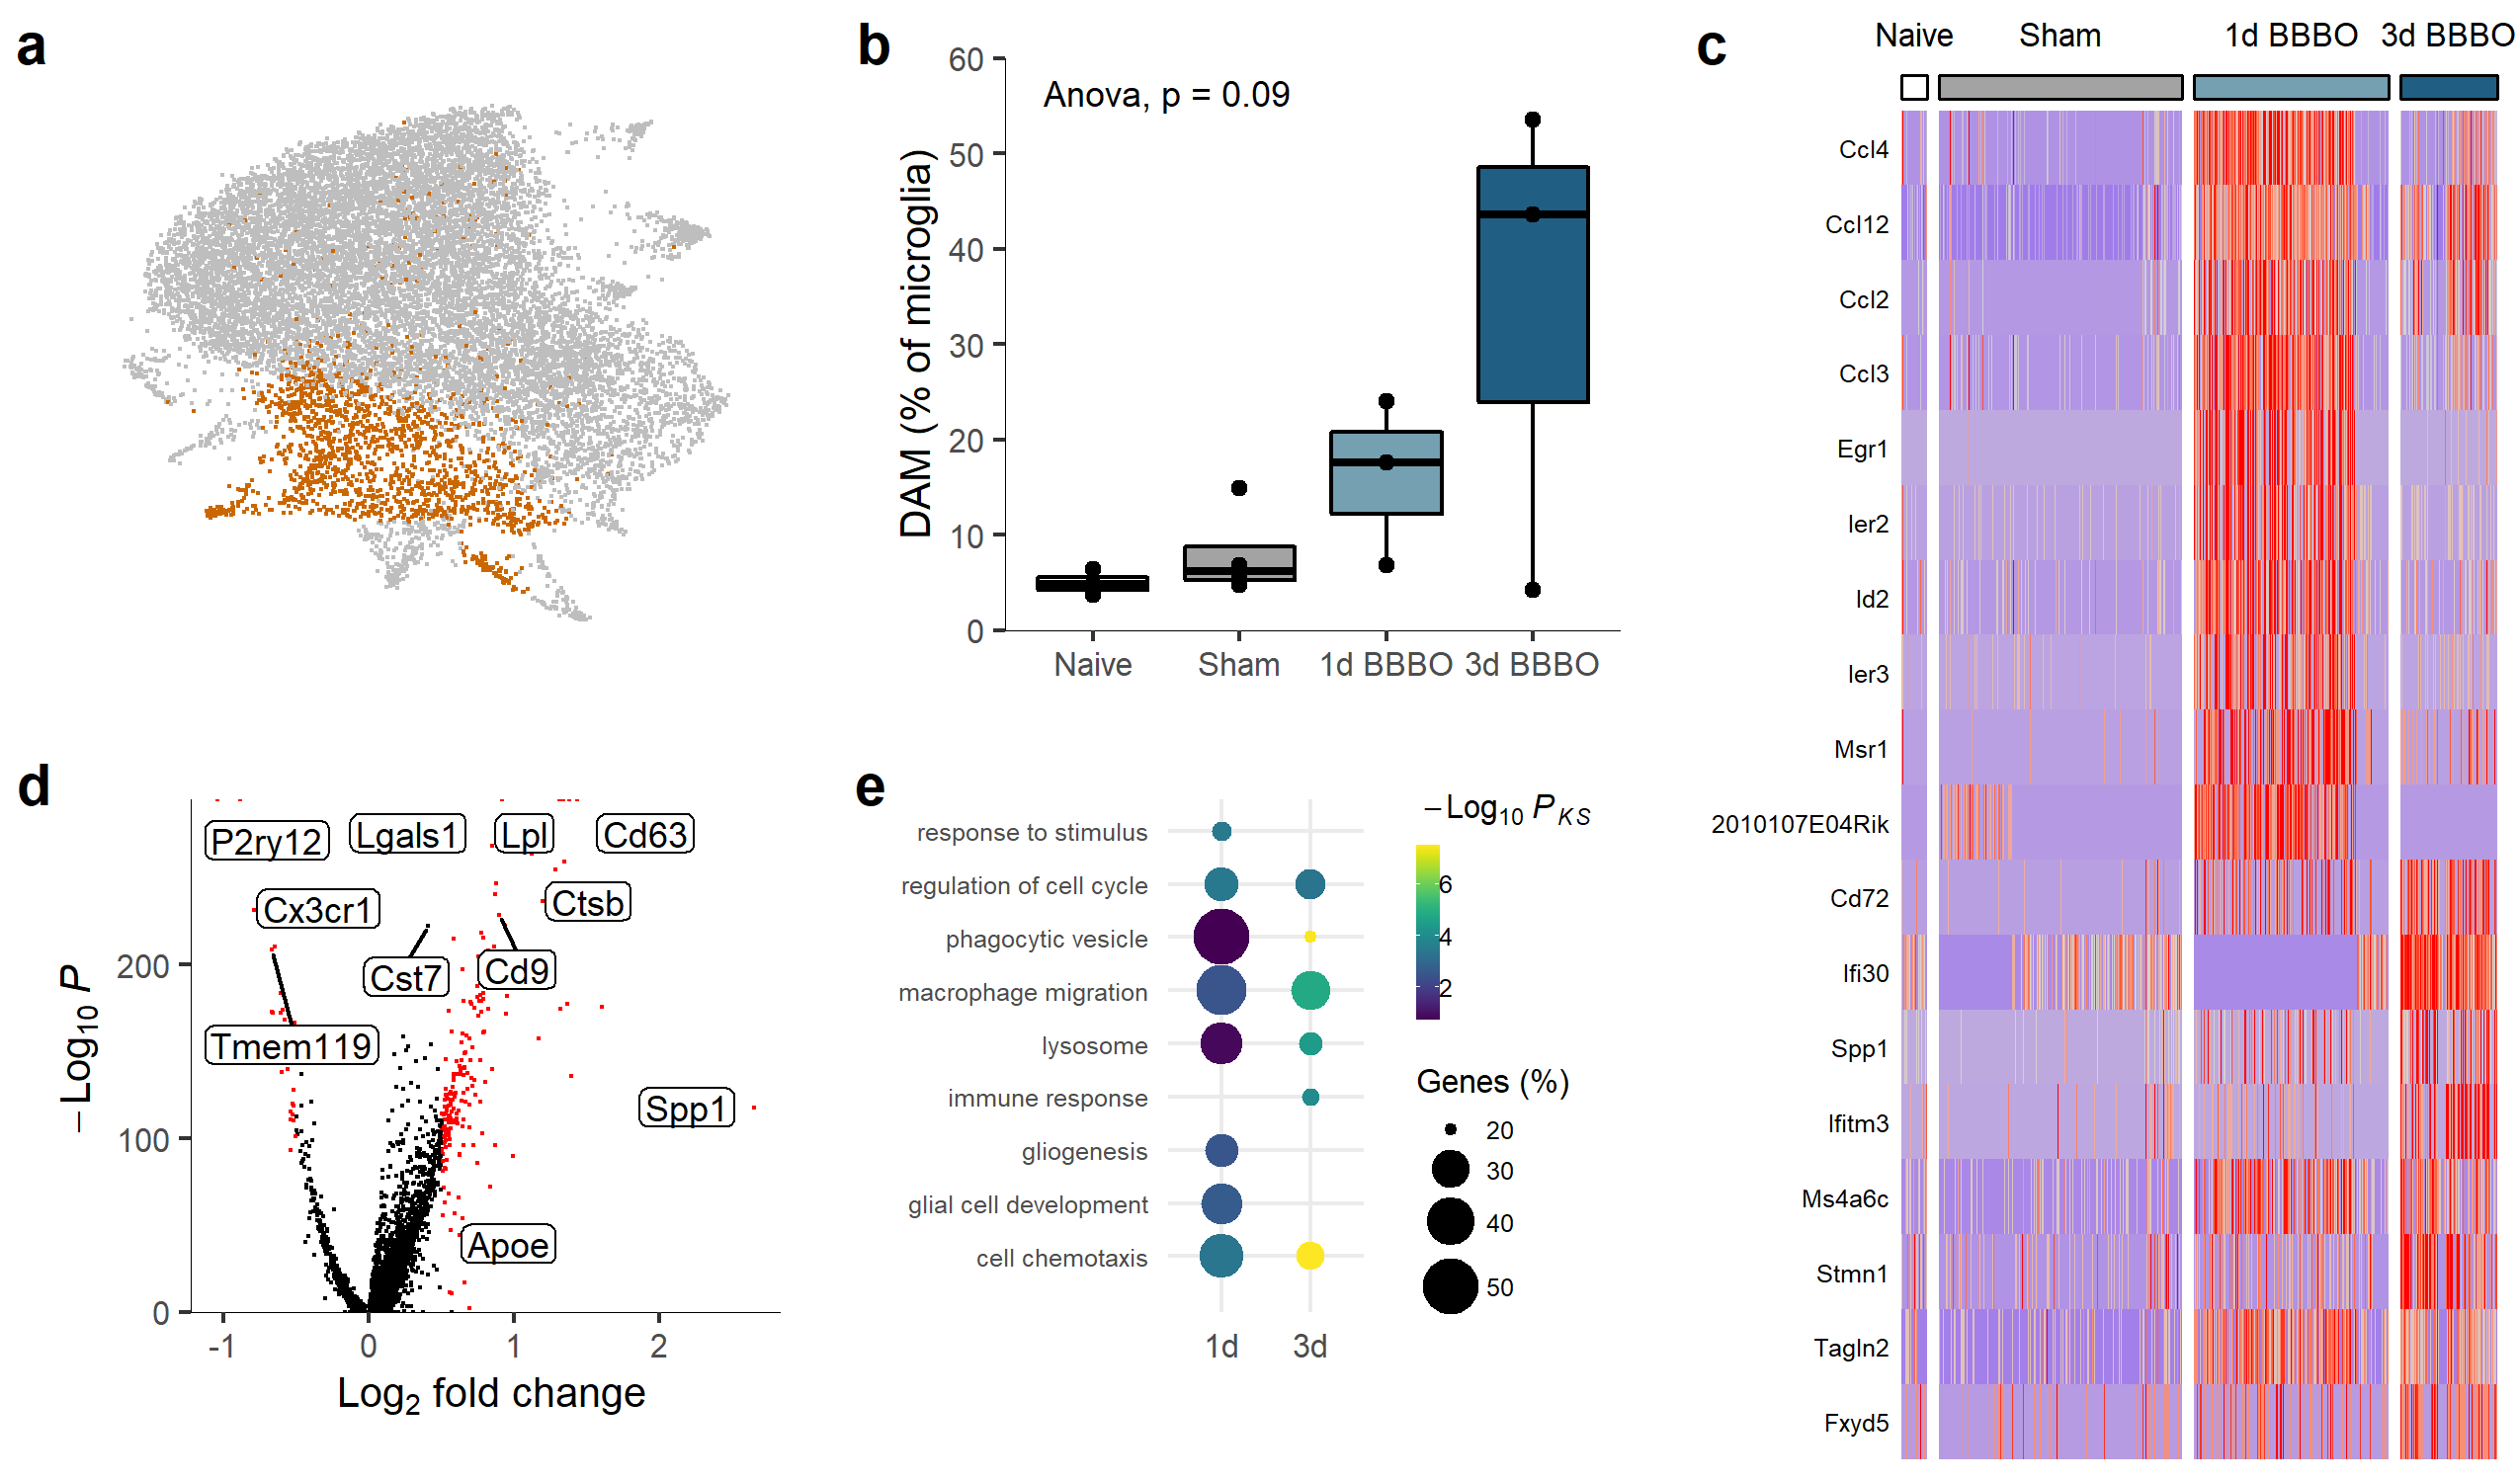 a
b
60
50
40
30
20
10
0
DAM (% of microglia)
Anova, p = 0.09
Naive
Sham
1d BBBO
3d BBBO
c
Naive
Sham
1d BBBO
3d BBBO
Ccl4
Ccl12
Ccl2
Ccl3
Egr1
Ier2
Id2
Ier3
Msr1
2010107E04Rik
Cd72
Ifi30
Spp1
Ifitm3
Ms4a6c
Stmn1
Tagln2
Fxyd5
d
−Log10 P
200
100
0
P2ry12
Lgals1
Lpl
Cd63
Cx3cr1
Ctsb
Cst7
Cd9
Tmem119
Spp1
Apoe
-1
0
1
2
Log2 fold change
e
response to stimulus
regulation of cell cycle
phagocytic vesicle
macrophage migration
lysosome
immune response
gliogenesis
glial cell development
cell chemotaxis
1d
3d
−Log10 PKS
6
4
2
Genes (%)
20
30
40
50